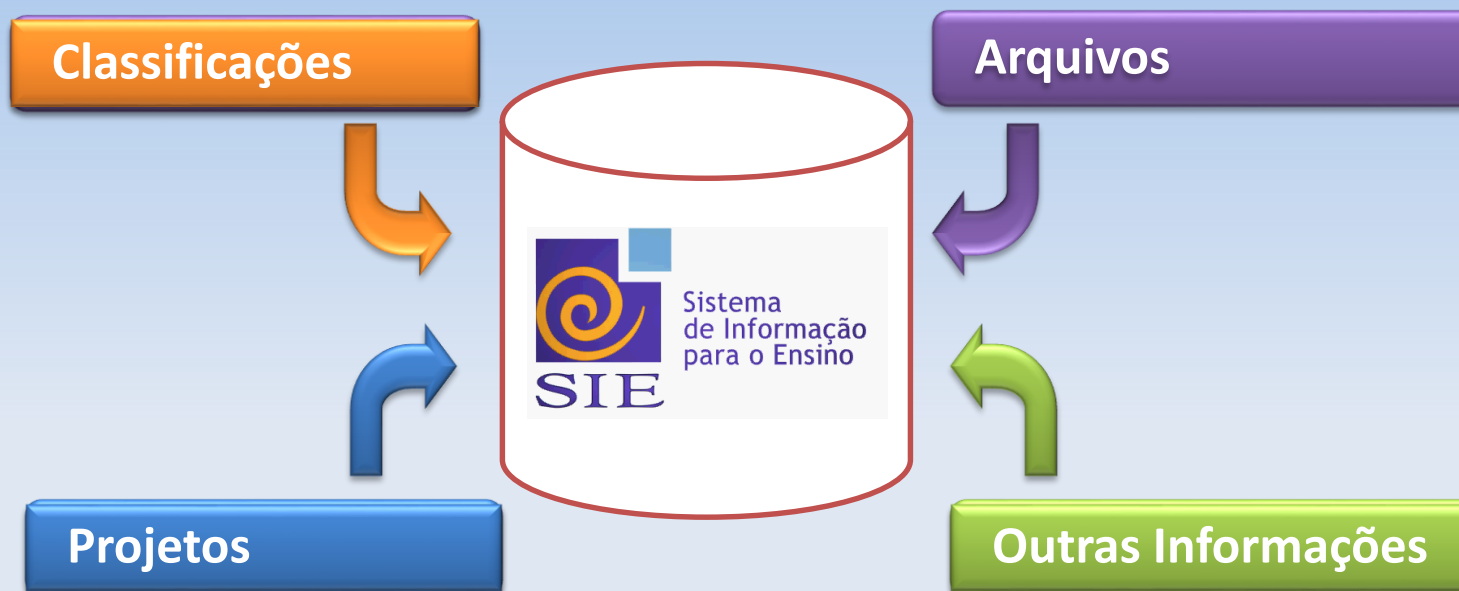 Classificações
Arquivos
Sistema
de Informação
para o Ensino
SIE
Projetos
Outras Informações